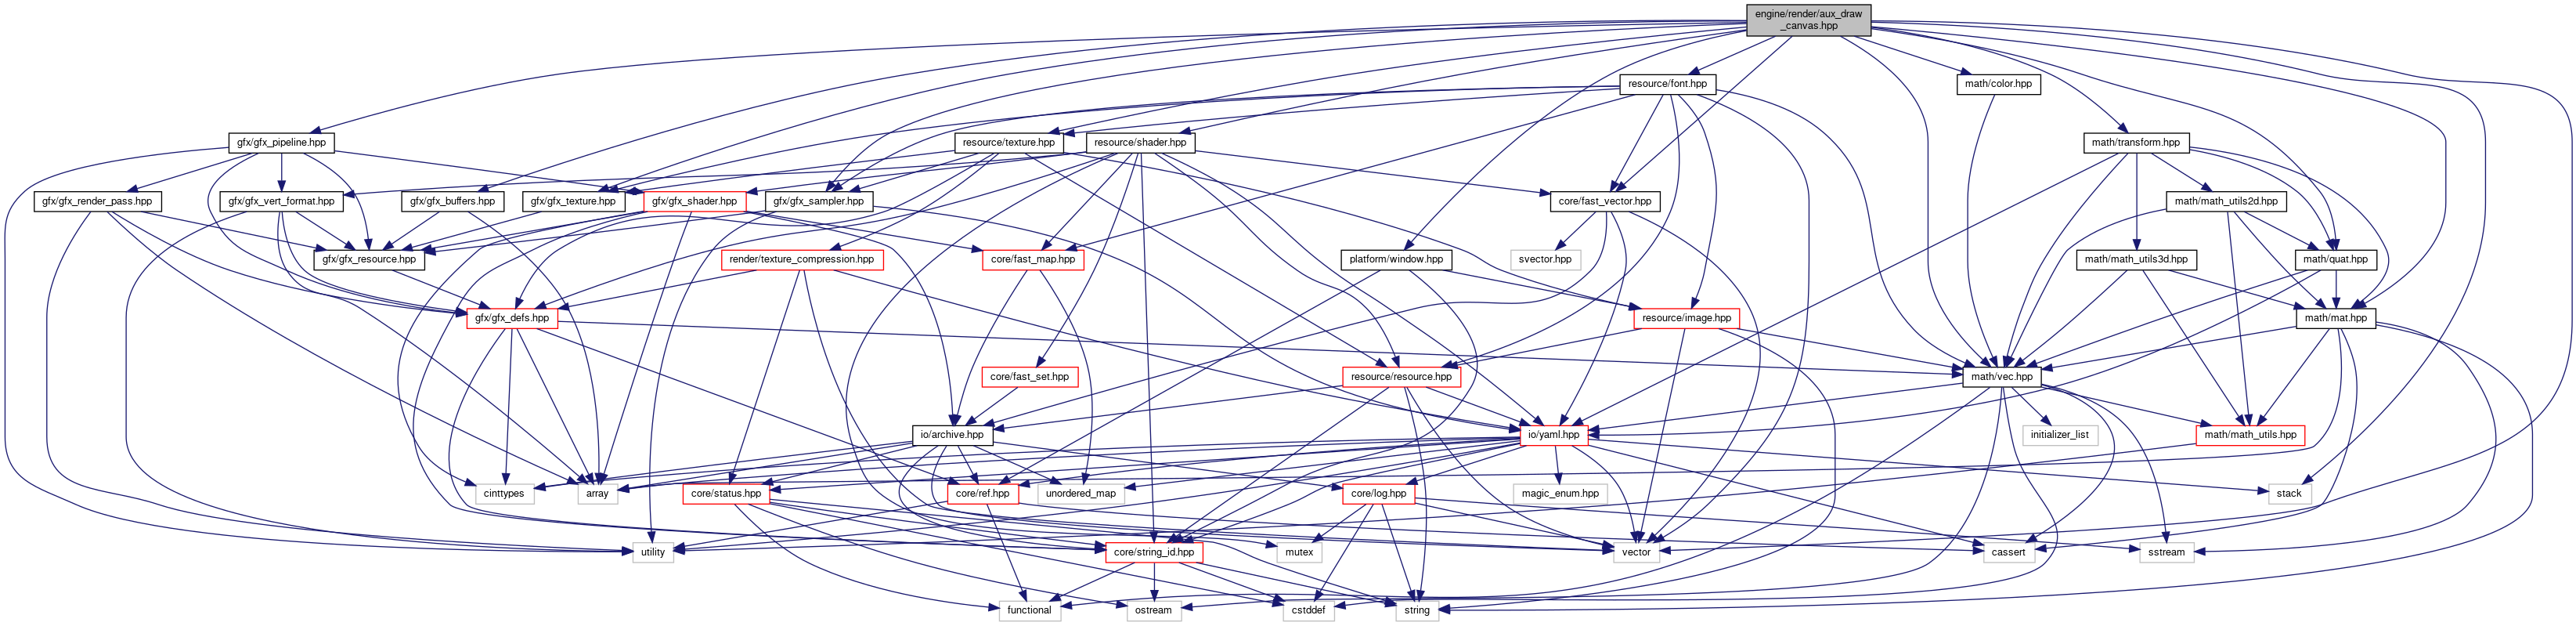 engine/render/aux_draw
_canvas.hpp
resource/font.hpp
math/color.hpp
gfx/gfx_pipeline.hpp
resource/texture.hpp
resource/shader.hpp
math/transform.hpp
gfx/gfx_render_pass.hpp
gfx/gfx_vert_format.hpp
gfx/gfx_buffers.hpp
gfx/gfx_texture.hpp
gfx/gfx_shader.hpp
gfx/gfx_sampler.hpp
core/fast_vector.hpp
math/math_utils2d.hpp
gfx/gfx_resource.hpp
render/texture_compression.hpp
core/fast_map.hpp
platform/window.hpp
svector.hpp
math/math_utils3d.hpp
math/quat.hpp
gfx/gfx_defs.hpp
resource/image.hpp
math/mat.hpp
core/fast_set.hpp
resource/resource.hpp
math/vec.hpp
io/archive.hpp
io/yaml.hpp
initializer_list
math/math_utils.hpp
cinttypes
array
core/status.hpp
core/ref.hpp
unordered_map
core/log.hpp
magic_enum.hpp
stack
utility
core/string_id.hpp
mutex
vector
cassert
sstream
functional
ostream
cstddef
string